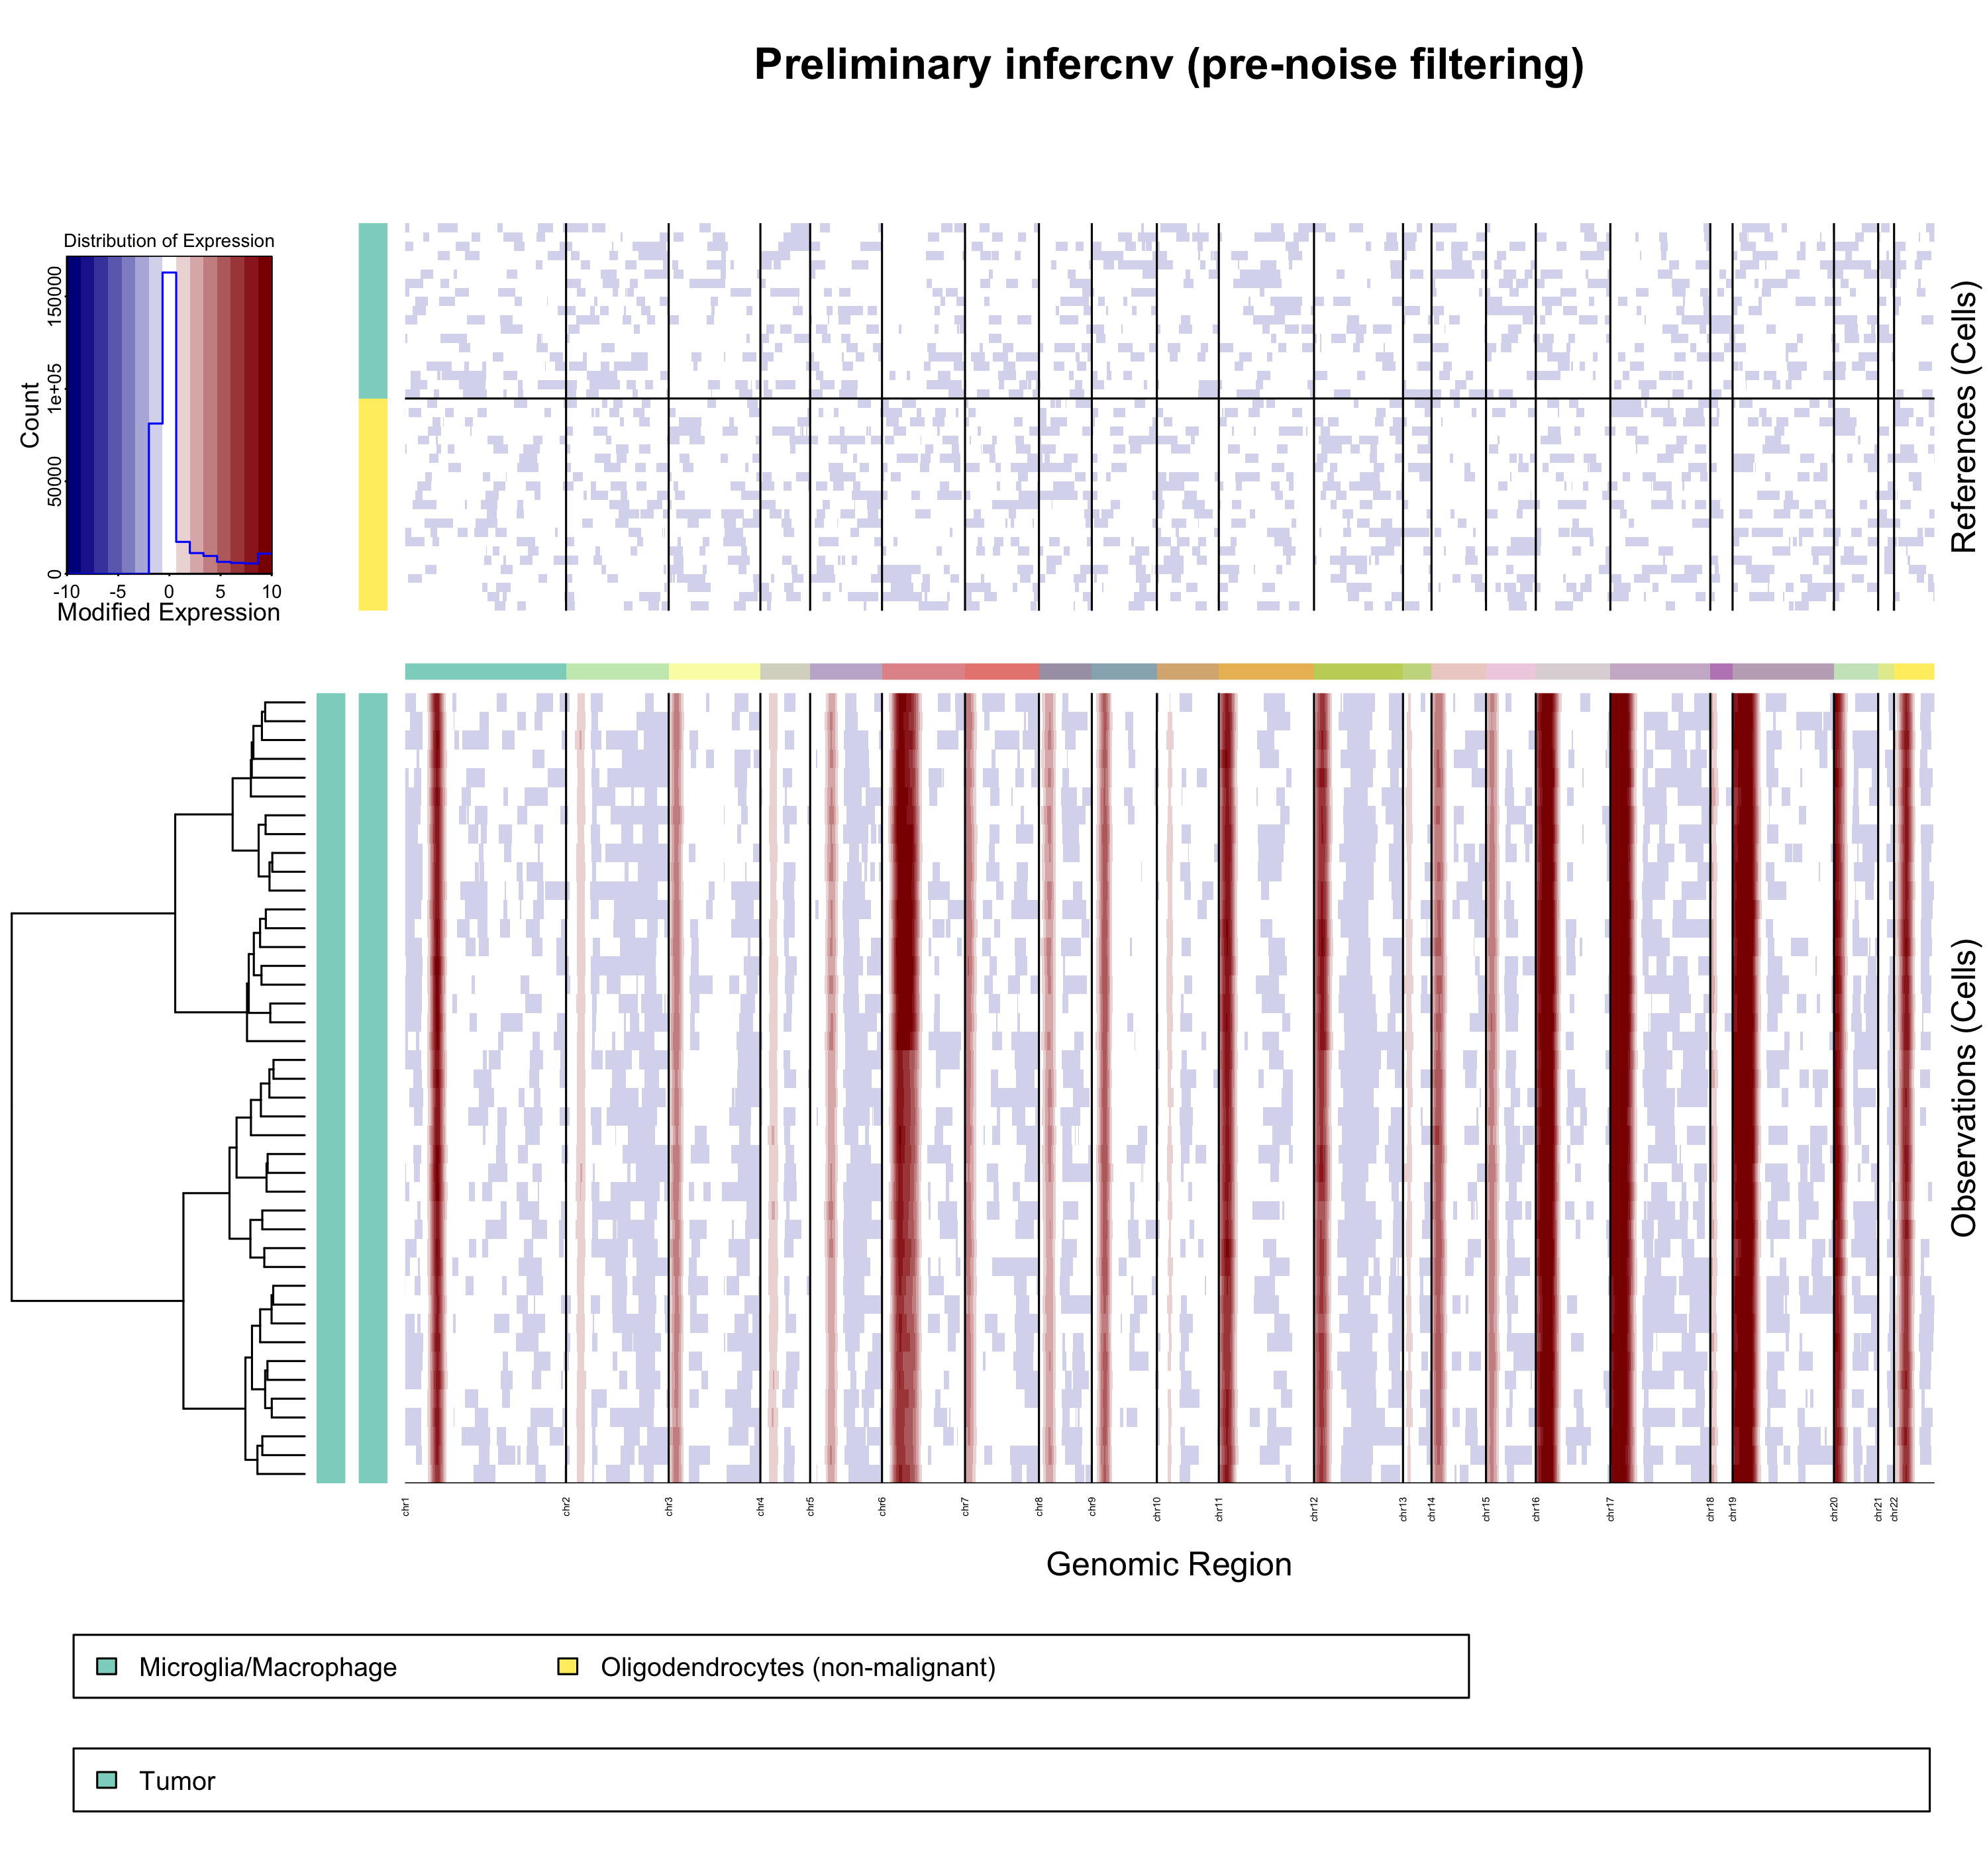 Preliminary infercnv (pre-noise filtering)
Distribution of Expression
Count
0 50000 1e+05 150000
-10 -5 0 5 10
Modified Expression
References (Cells)
Observations (Cells)
chr1 chr2 chr3 chr4 chr5 chr6 chr7 chr8 chr9 chr10 chr11 chr12 chr13 chr14 chr15 chr16 chr17 chr18 chr19 chr20 chr21 chr22
Genomic Region
Microglia/Macrophage Oligodendrocytes (non-malignant)
Tumor